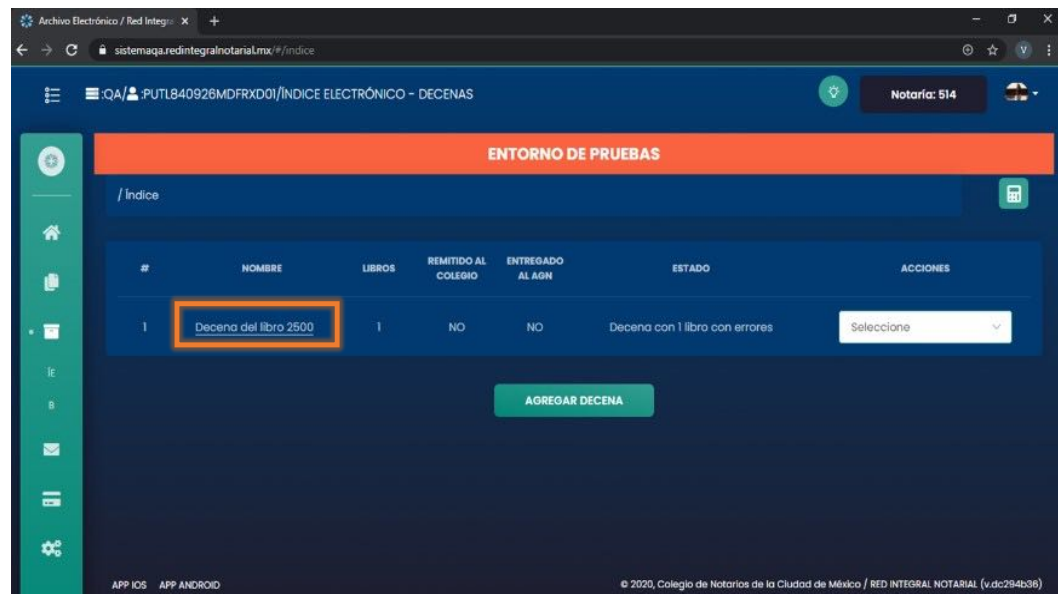 Archivo Electrónico / Red Integra
sistemaqa.redintegralnotarial.mx/#/indice
V
:QA/ :PUTL840926MDFRXD01/ÍNDICE ELECTRÓNICO - DECENAS
Notaría: 514
ENTORNO DE PRUEBAS
/ Índice
# NOMBRE LIBROS REMITIDO AL COLEGIO ENTREGADO AL AGN ESTADO ACCIONES
1 Decena del libro 2500 1 NO NO Decena con 1 libro con errores Seleccione
ÍE
B
AGREGAR DECENA
APP IOS APP ANDROID
© 2020, Colegio de Notarios de la Ciudad de México / RED INTEGRAL NOTARIAL (v.dc294b36)